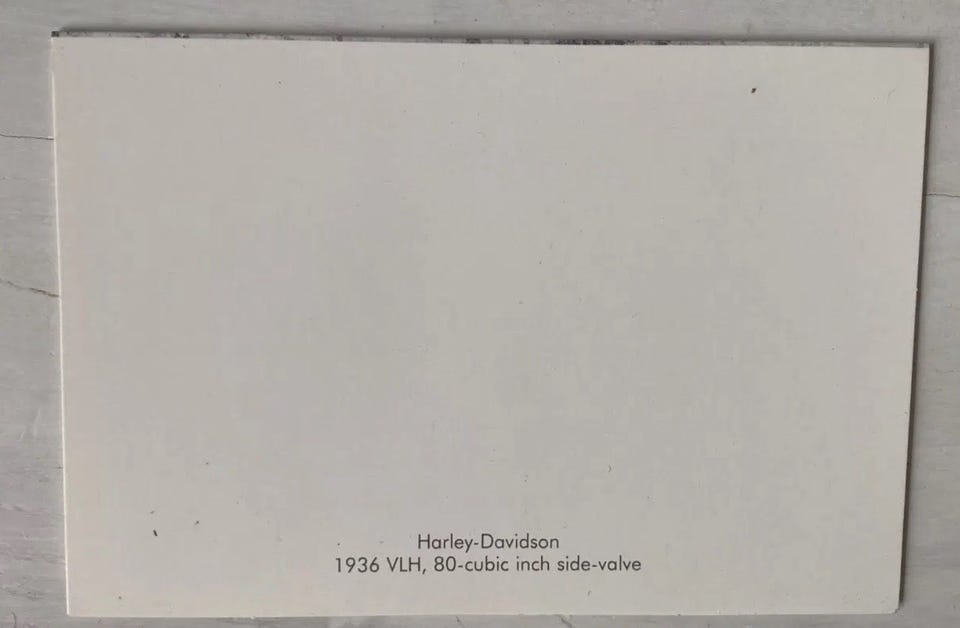 Harley-Davidson
1936 VLH, 80-cubic inch side-valve